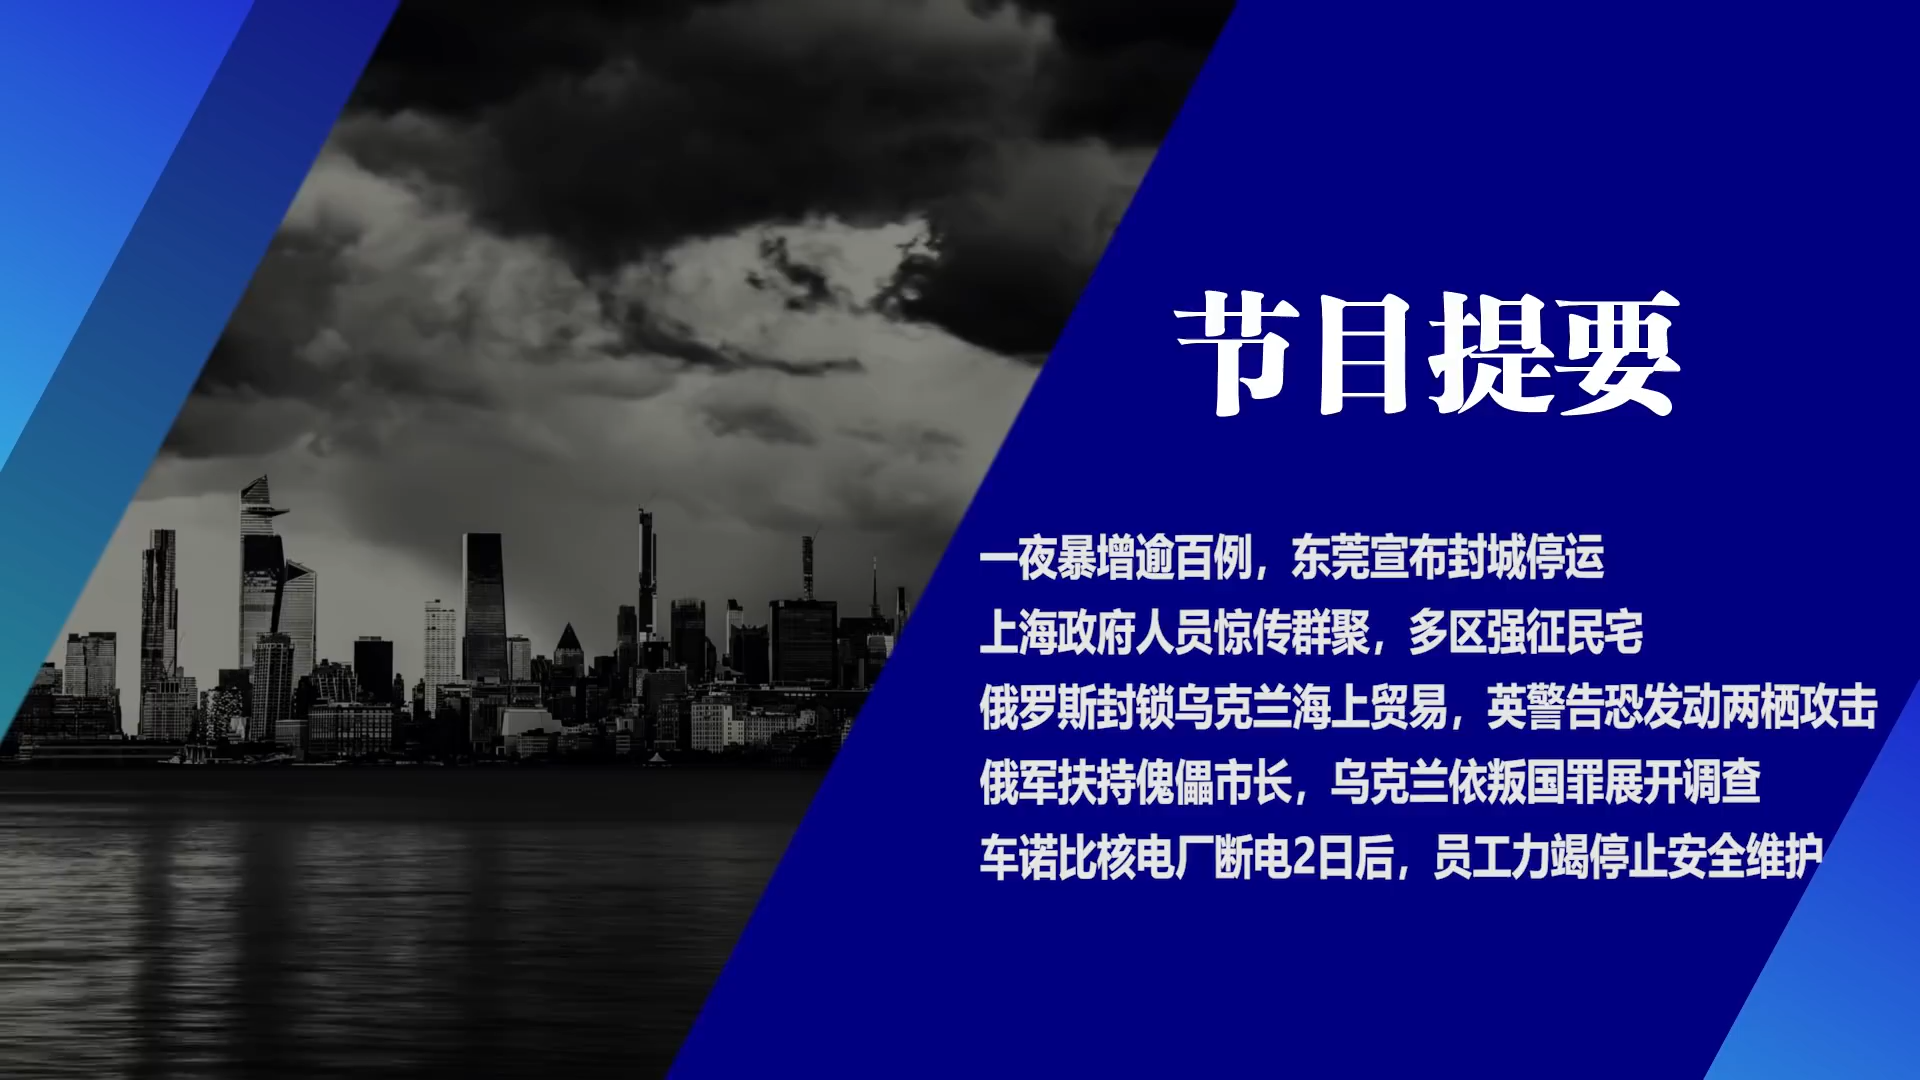 节目提要
一夜暴增逾百例，东莞宣布封城停运
上海政府人员惊传群聚，多区强征民宅
俄罗斯封锁乌克兰海上贸易，英警告恐发动两栖攻击
俄军扶持傀儡市长，乌克兰依叛国罪展开调查
车诺比核电厂断电2日后，员工力竭停止安全维护